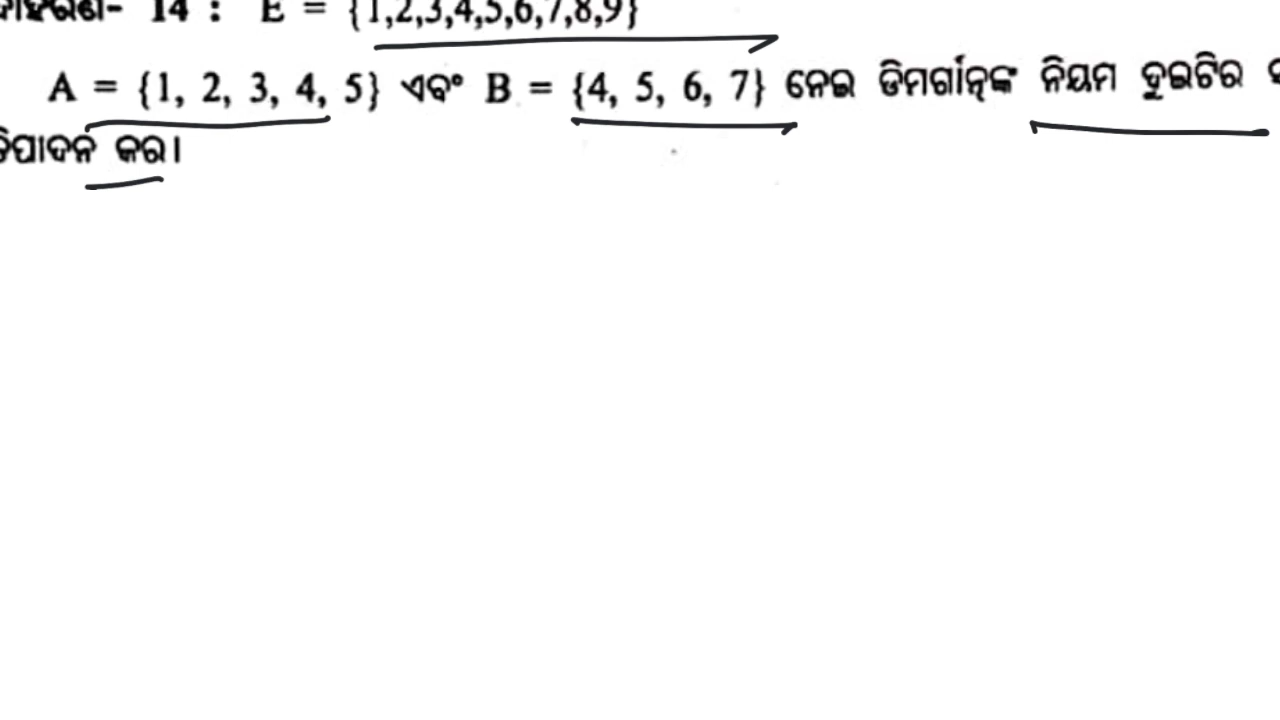 14 : E = {1,2,3,4,5,6,7,8,9}
A = {1, 2, 3, 4, 5} ଏବଂ B = {4, 5, 6, 7} ନେଇ ଡିମର୍ଗାନ୍‌ଙ୍କ ନିୟମ ଦୁଇଟିର
କର।